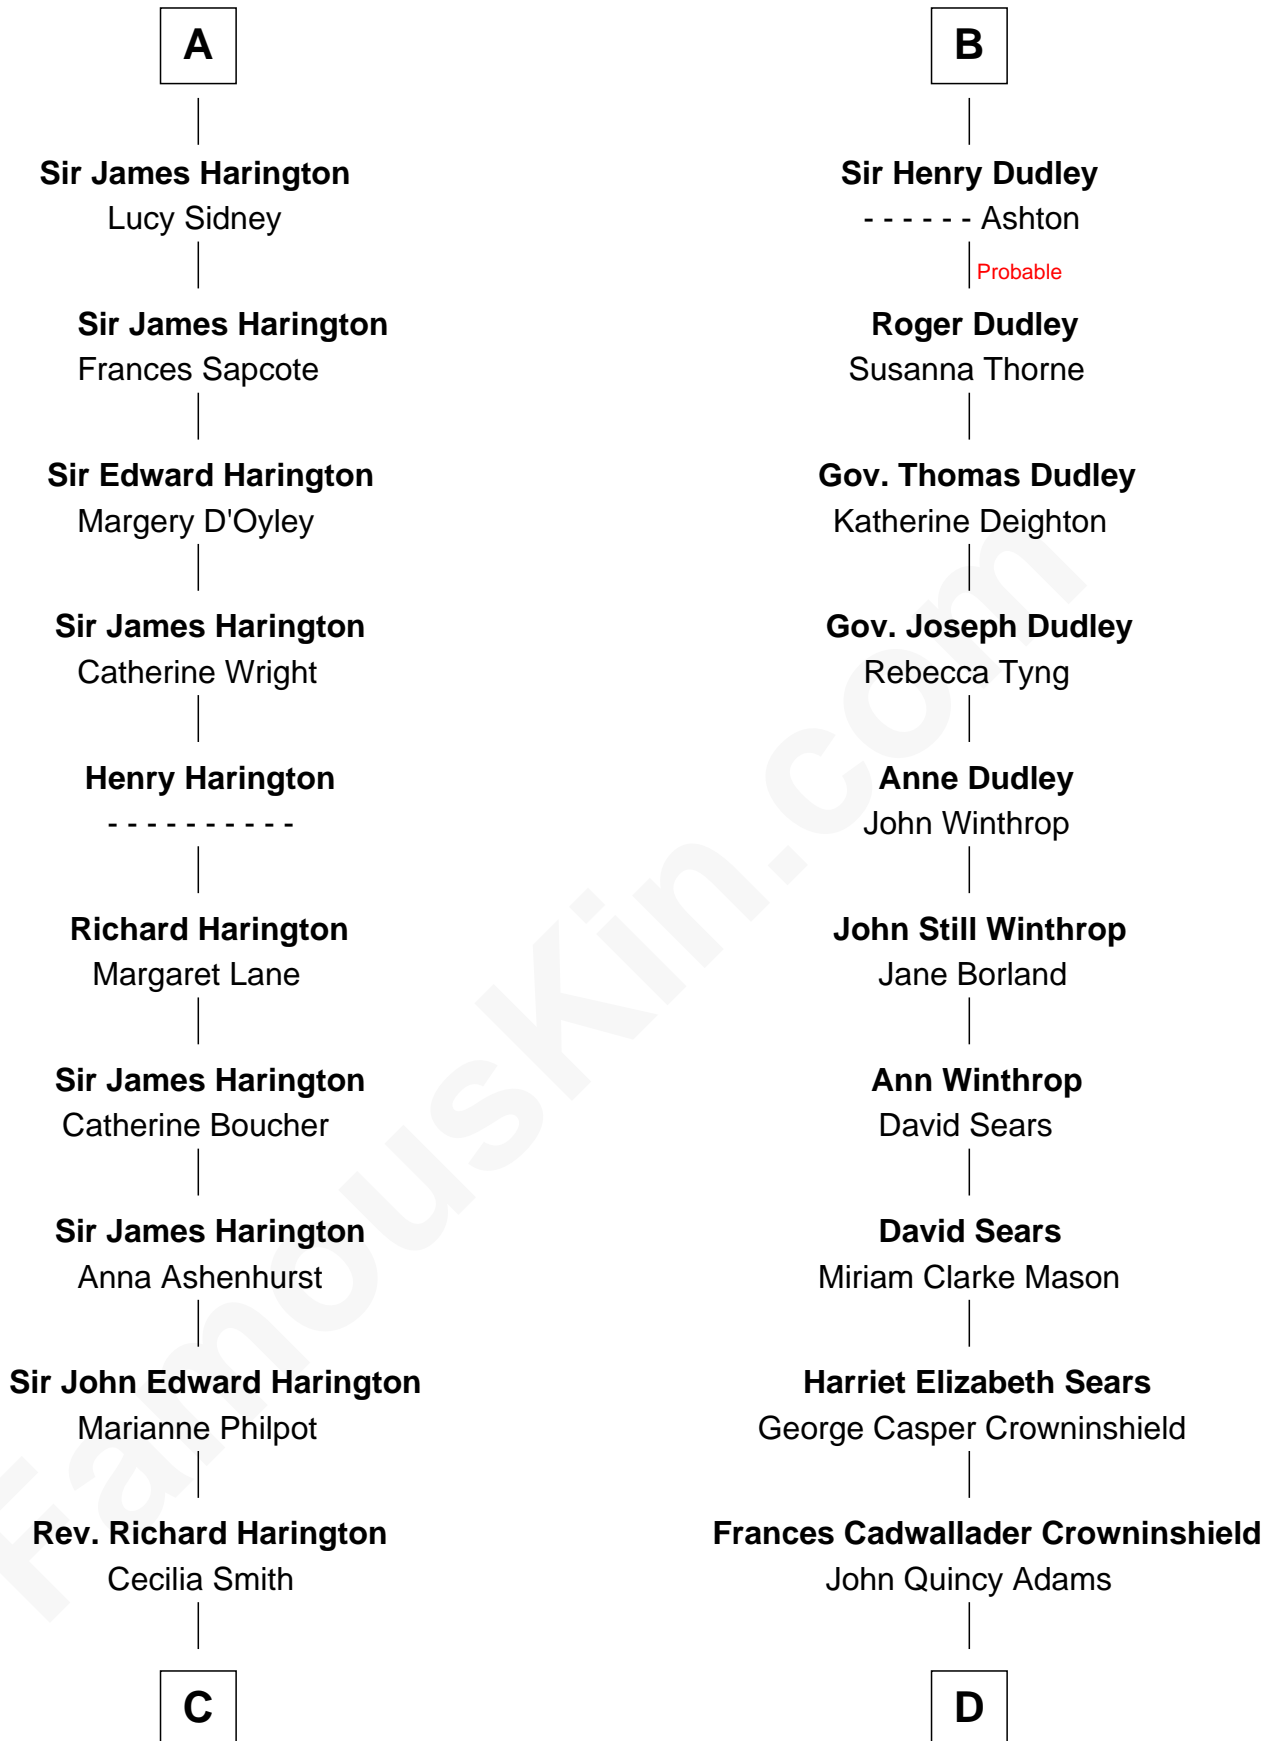 A
Sir James Harington
Lucy Sidney
Sir James Harington
Frances Sapcote
Sir Edward Harington
Margery D'Oyley
Sir James Harington
Catherine Wright
Henry Harington
- - - - - - - - - -
Richard Harington
Margaret Lane
Sir James Harington
Catherine Boucher
Sir James Harington
Anna Ashenhurst
Sir John Edward Harington
Marianne Philpot
Rev. Richard Harington
Cecilia Smith
C
B
Sir Henry Dudley
- - - - - - Ashton
Probable
Roger Dudley
Susanna Thorne
Gov. Thomas Dudley
Katherine Deighton
Gov. Joseph Dudley
Rebecca Tyng
Anne Dudley
John Winthrop
John Still Winthrop
Jane Borland
Ann Winthrop
David Sears
David Sears
Miriam Clarke Mason
Harriet Elizabeth Sears
George Casper Crowninshield
Frances Cadwallader Crowninshield
John Quincy Adams
D
FamousKin.com